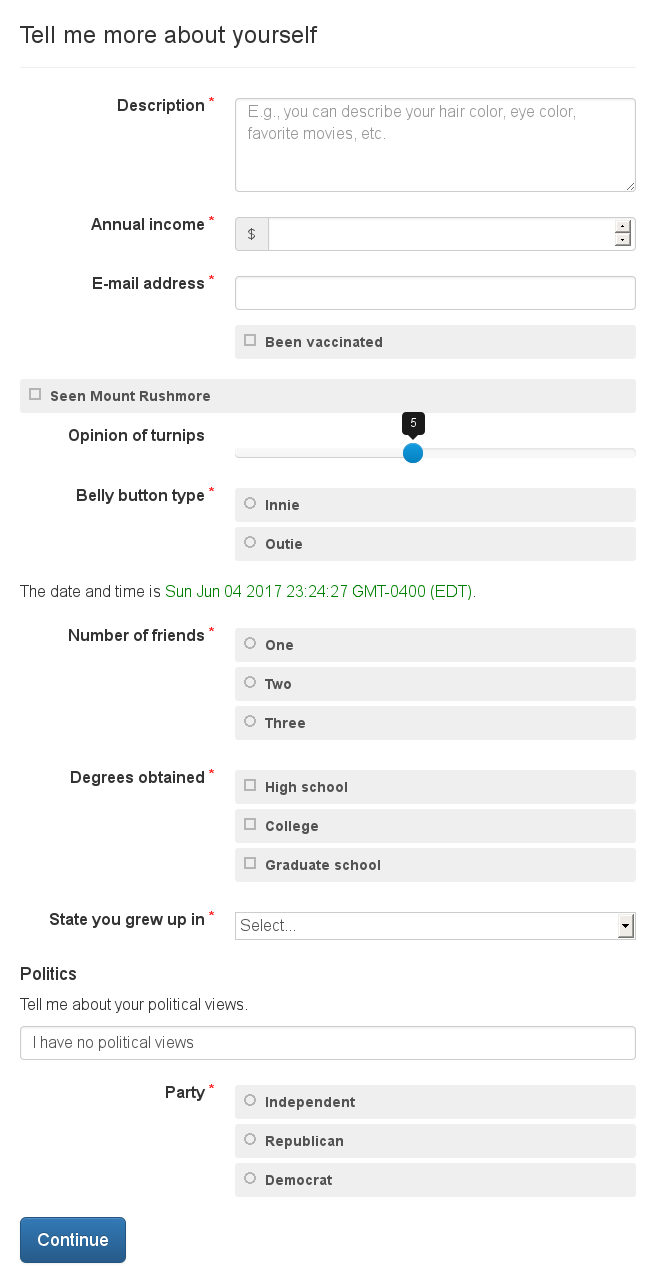 Tell me more about yourself
Description *
E.g., you can describe your hair color, eye color,
favorite movies, etc.
Annual income *
$
E-mail address *
Been vaccinated
Seen Mount Rushmore
5
Opinion of turnips
Belly button type *
Innie
Outie
The date and time is Sun Jun 04 2017 23:24:27 GMT-0400 (EDT).
Number of friends *
One
Two
Three
Degrees obtained *
High school
College
Graduate school
State you grew up in *
Select...
Politics
Tell me about your political views.
I have no political views
Party *
Independent
Republican
Democrat
Continue